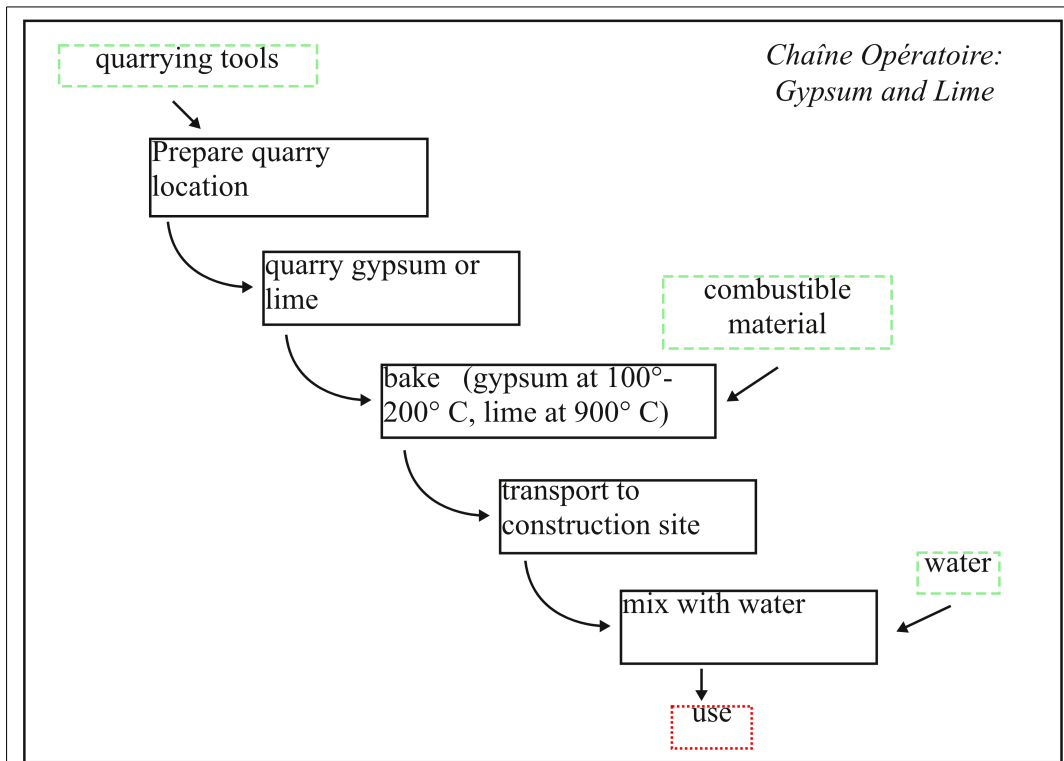 quarrying tools
Chaîne Opératoire:
Gypsum and Lime
Prepare quarry
location
quarry gypsum or
lime
combustible
material
bake   (gypsum at 100°-
200° C, lime at 900° C)
transport to
construction site
water
mix with water
use